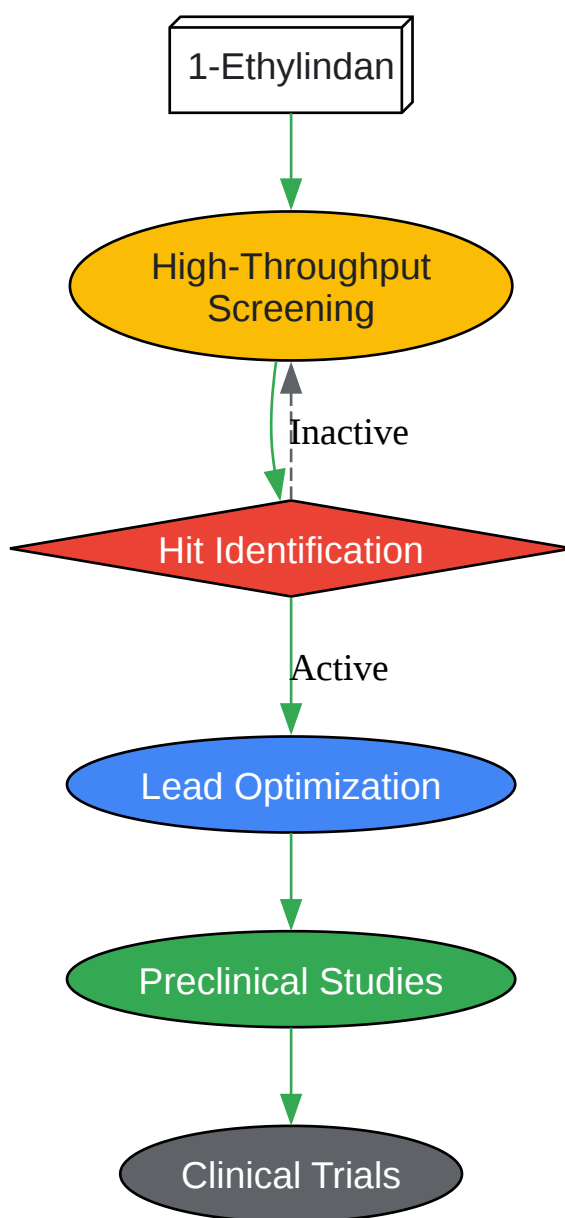 1-Ethylindan
High-Throughput
Screening
Inactive
Hit Identification
Active
Lead Optimization
Preclinical Studies
Clinical Trials